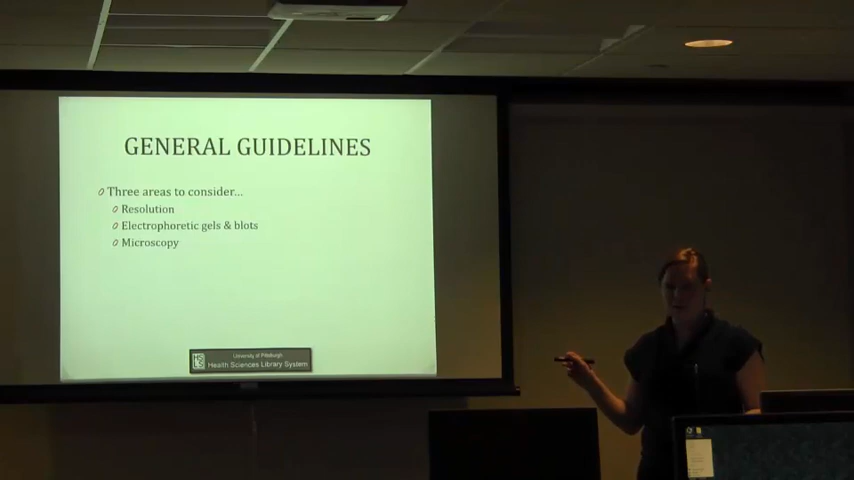 GENERAL GUIDELINES
Three areas to consider...
Resolution
Electrophoretic gels & blots
Microscopy
University of Pittsburgh
Health Sciences Library System